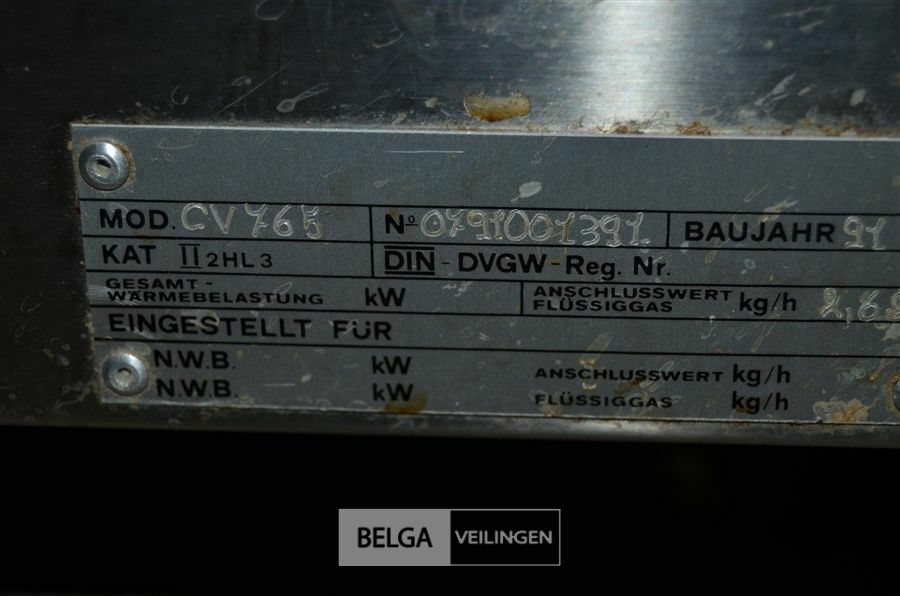 MOD. CV765 Nº 0791001391 BAUJAHR 91
KAT II 2HL3 DIN-DVGW-Reg. Nr.
GESAMT-
WÄRMEBELASTUNG kW ANSCHLUSSWERT
FLÜSSIGGAS kg/h
EINGESTELLT FÜR
N.W.B. kW ANSCHLUSSWERT kg/h
N.W.B. kW FLÜSSIGGAS kg/h
BELGA VEILINGEN